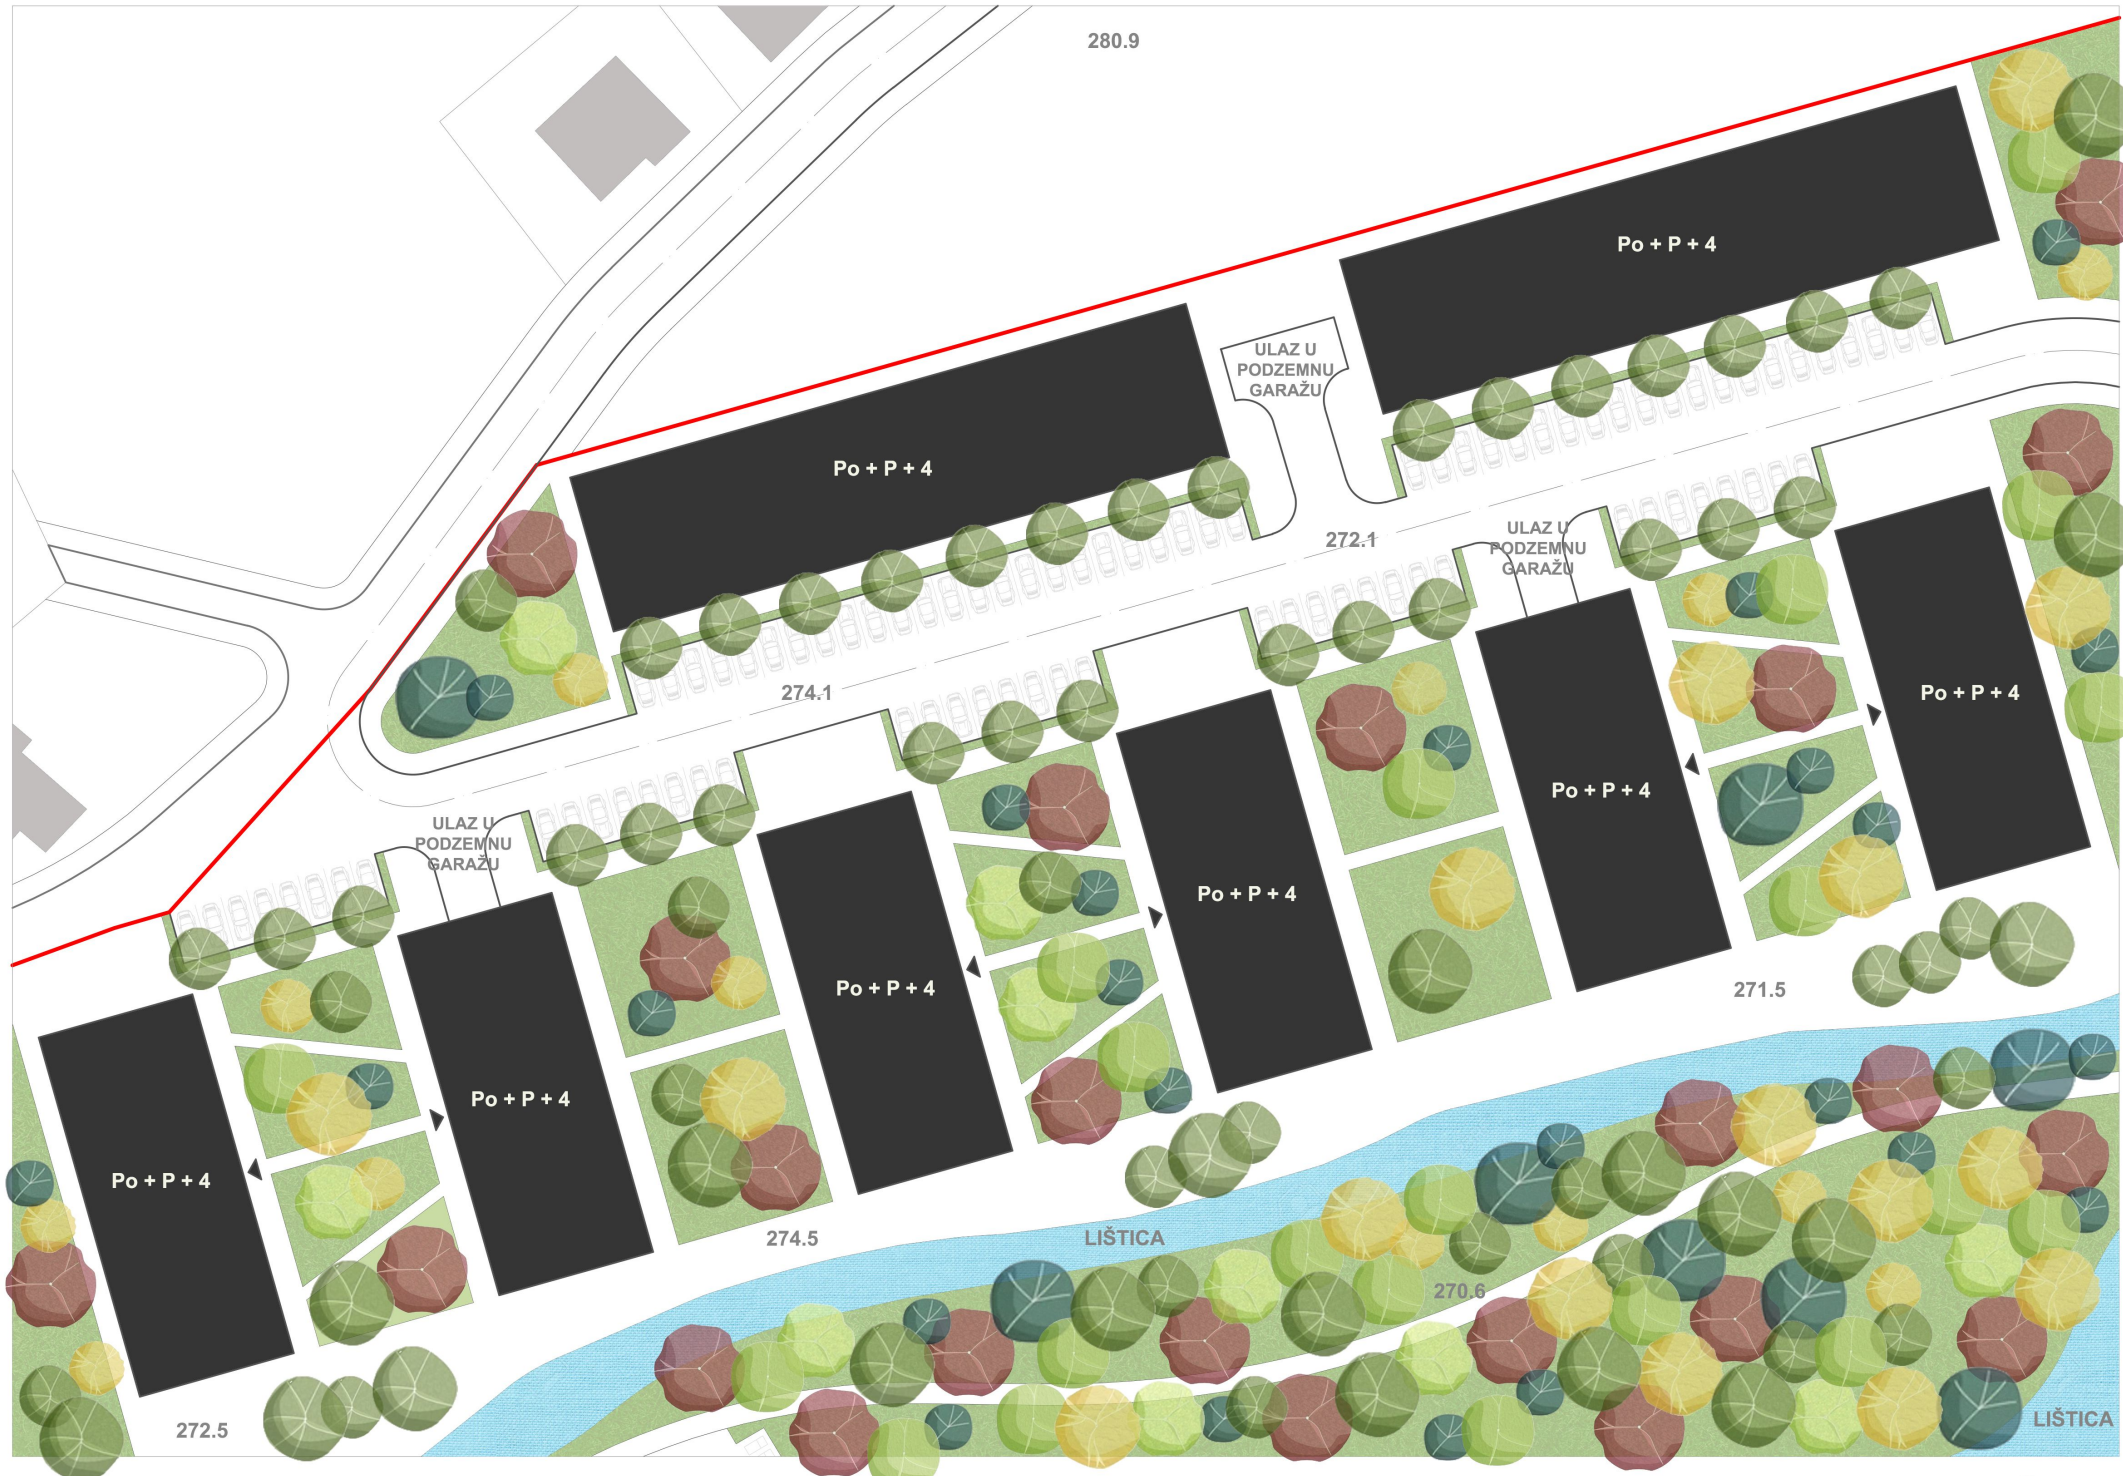 280.9
Po + P + 4
ULAZ U
PODZEMNU
GARAŽU
Po + P + 4
272.1
ULAZ U
PODZEMNU
GARAŽU
274.1
Po + P + 4
Po + P + 4
ULAZ U
PODZEMNU
GARAŽU
Po + P + 4
Po + P + 4
271.5
Po + P + 4
Po + P + 4
274.5
LIŠTICA
270.6
272.5
LIŠTICA